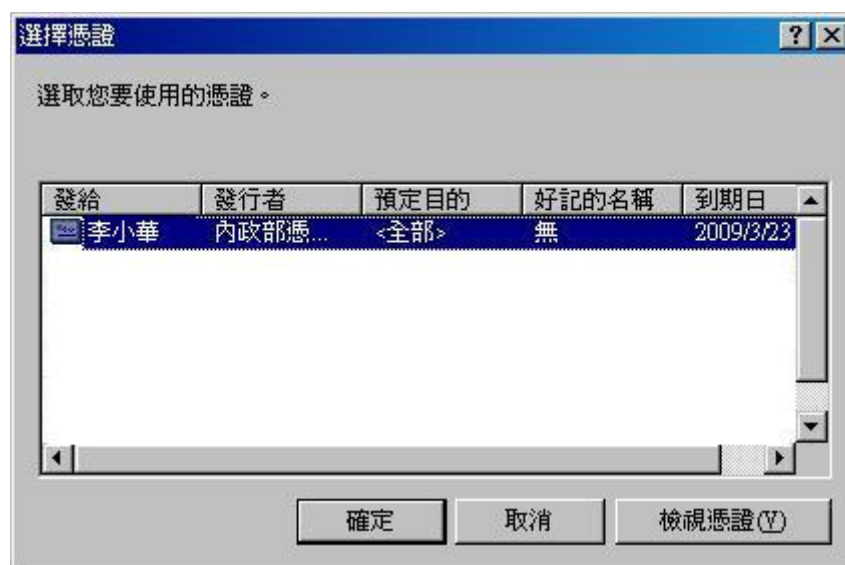 選擇憑證
選取您要使用的憑證。
發給 發行者 預定目的 好記的名稱 到期日
李小華 內政部憑... <全部> 無 2009/3/23
確定 取消 檢視憑證(V)